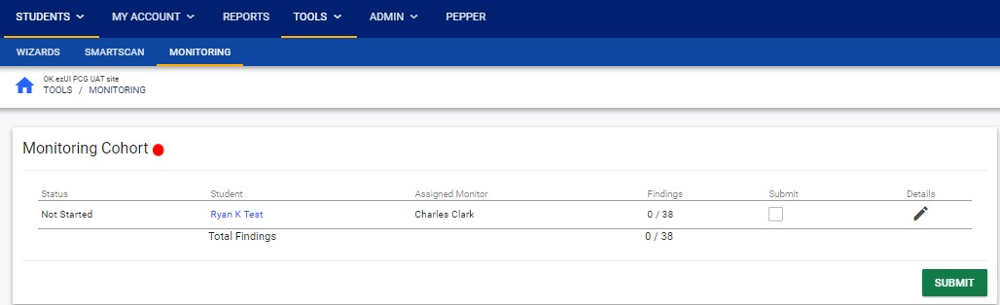 STUDENTS MY ACCOUNT REPORTS TOOLS ADMIN PEPPER
WIZARDS SMARTSCAN MONITORING
OK ezUI PCG UAT site
TOOLS / MONITORING
Monitoring Cohort
Status Student Assigned Monitor Findings Submit Details
Not Started Ryan K Test Charles Clark 0 / 38
Total Findings 0 / 38
SUBMIT